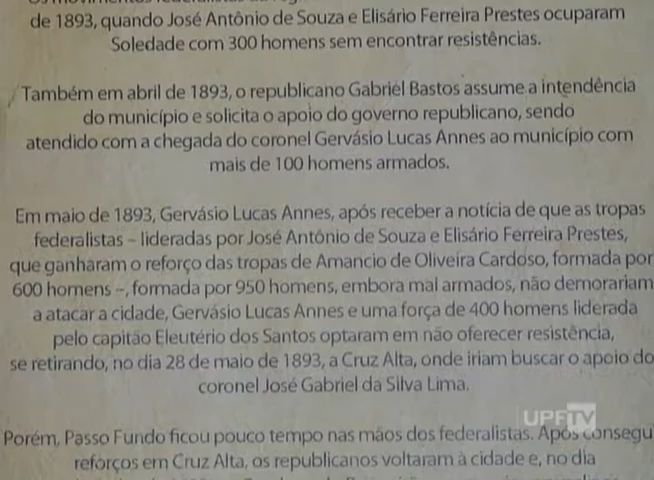 de 1893, quando José Antônio de Souza e Elisário Ferreira Prestes ocuparam
Soledade com 300 homens sem encontrar resistências.
Também em abril de 1893, o republicano Gabriel Bastos assume a intendência
do município e solicita o apoio do governo republicano, sendo
atendido com a chegada do coronel Gervásio Lucas Annes ao município com
mais de 100 homens armados.
Em maio de 1893, Gervásio Lucas Annes, após receber a notícia de que as tropas
federalistas – lideradas por José Antônio de Souza e Elisário Ferreira Prestes,
que ganharam o reforço das tropas de Amancio de Oliveira Cardoso, formada por
600 homens –, formada por 950 homens, embora mal armados, não demorariam
a atacar a cidade, Gervásio Lucas Annes e uma força de 400 homens liderada
pelo capitão Eleutério dos Santos optaram em não oferecer resistência,
se retirando, no dia 28 de maio de 1893, a Cruz Alta, onde iriam buscar o apoio do
coronel José Gabriel da Silva Lima.
UPFTV
Porém, Passo Fundo ficou pouco tempo nas mãos dos federalistas. Após consegu
reforços em Cruz Alta, os republicanos voltaram à cidade e, no dia